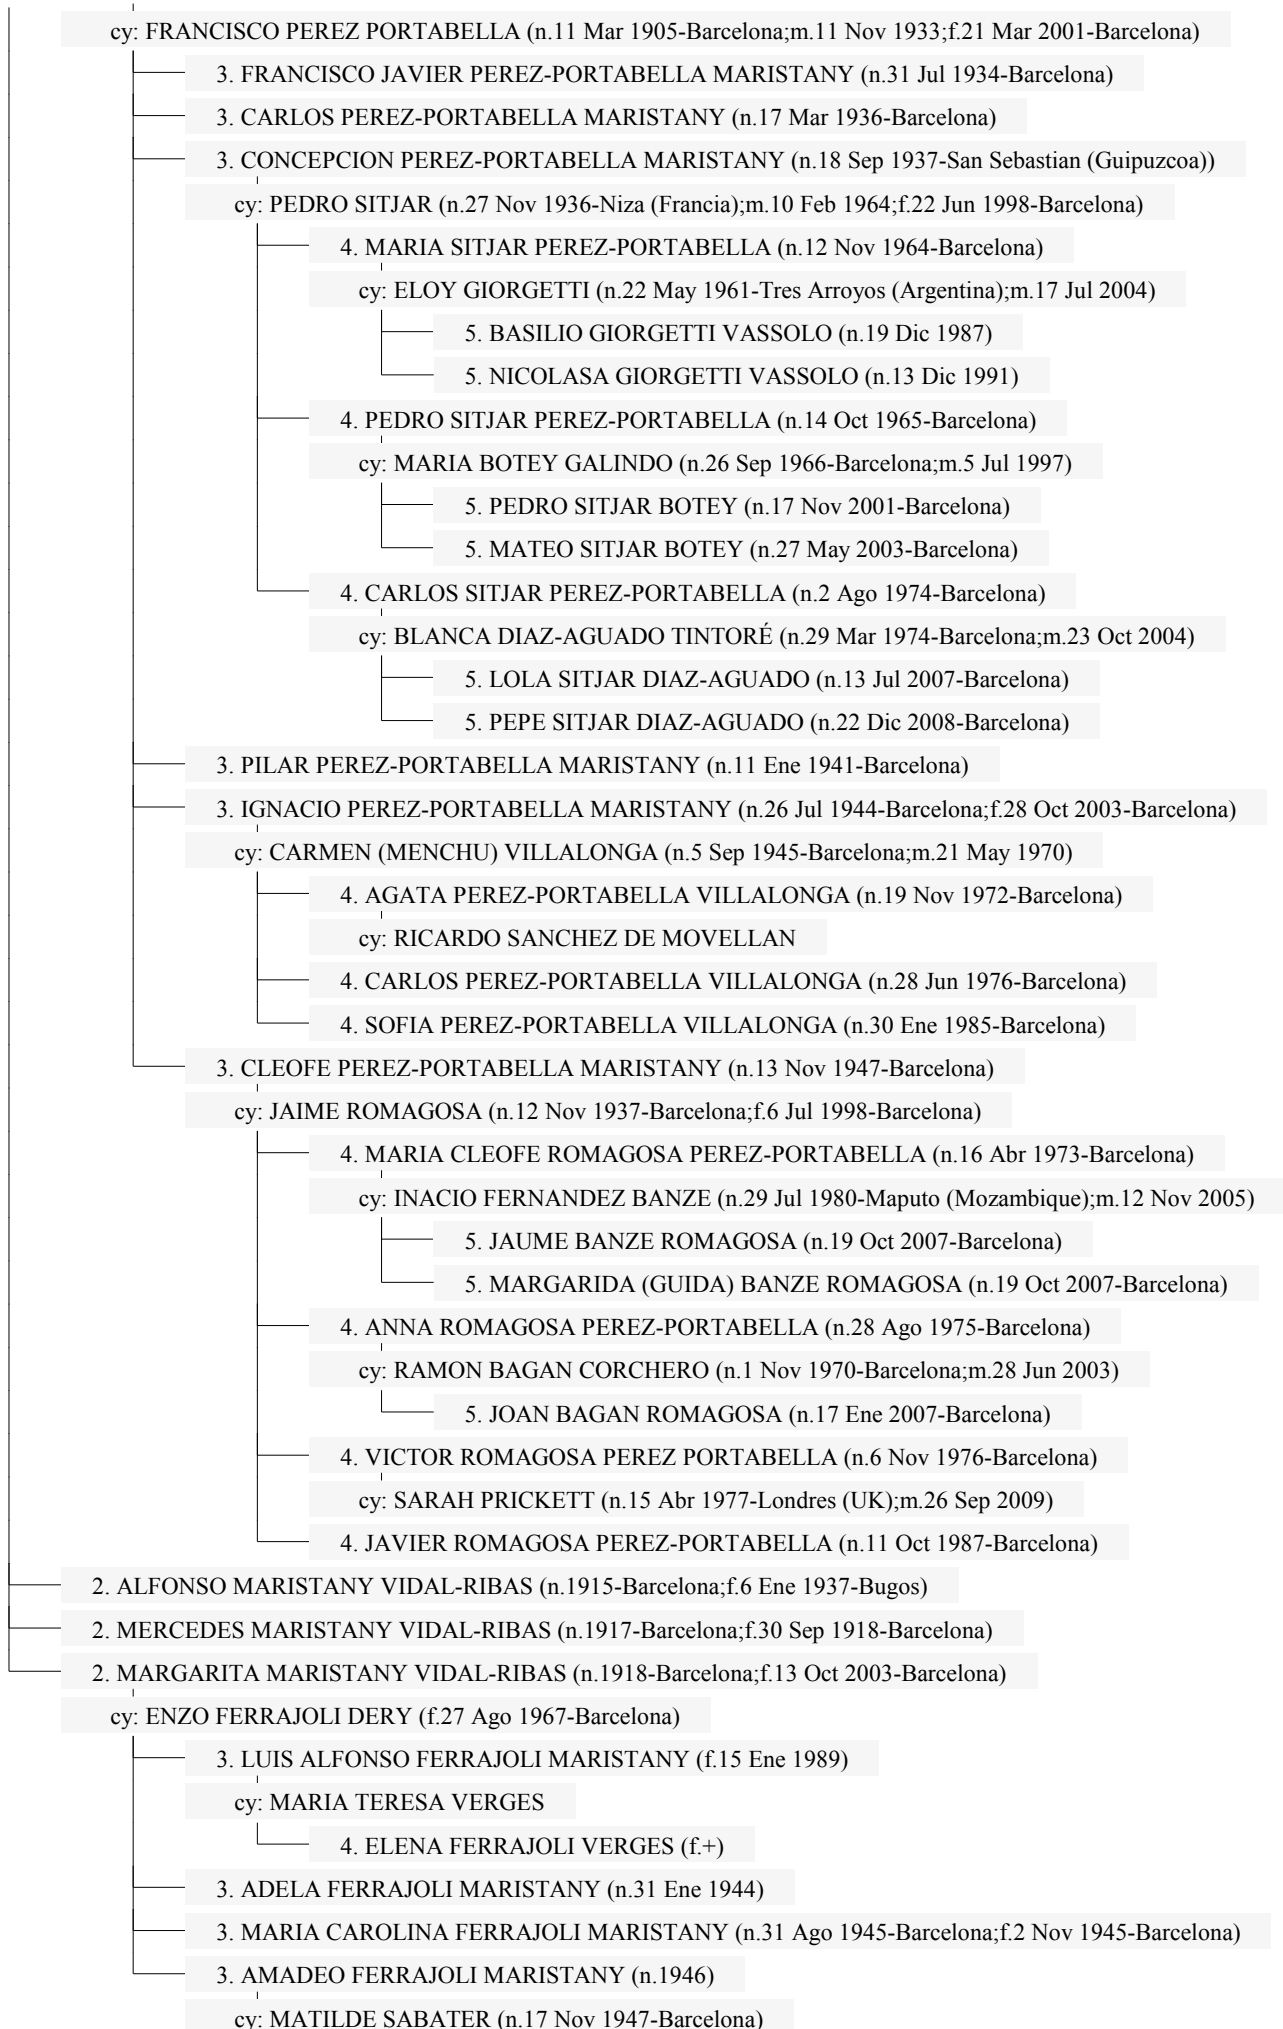 cy: FRANCISCO PEREZ PORTABELLA (n.11 Mar 1905-Barcelona;m.11 Nov 1933;f.21 Mar 2001-Barcelona)
3. FRANCISCO JAVIER PEREZ-PORTABELLA MARISTANY (n.31 Jul 1934-Barcelona)
3. CARLOS PEREZ-PORTABELLA MARISTANY (n.17 Mar 1936-Barcelona)
3. CONCEPCION PEREZ-PORTABELLA MARISTANY (n.18 Sep 1937-San Sebastian (Guipuzcoa))
cy: PEDRO SITJAR (n.27 Nov 1936-Niza (Francia);m.10 Feb 1964;f.22 Jun 1998-Barcelona)
4. MARIA SITJAR PEREZ-PORTABELLA (n.12 Nov 1964-Barcelona)
cy: ELOY GIORGETTI (n.22 May 1961-Tres Arroyos (Argentina);m.17 Jul 2004)
5. BASILIO GIORGETTI VASSOLO (n.19 Dic 1987)
5. NICOLASA GIORGETTI VASSOLO (n.13 Dic 1991)
4. PEDRO SITJAR PEREZ-PORTABELLA (n.14 Oct 1965-Barcelona)
cy: MARIA BOTEY GALINDO (n.26 Sep 1966-Barcelona;m.5 Jul 1997)
5. PEDRO SITJAR BOTEY (n.17 Nov 2001-Barcelona)
5. MATEO SITJAR BOTEY (n.27 May 2003-Barcelona)
4. CARLOS SITJAR PEREZ-PORTABELLA (n.2 Ago 1974-Barcelona)
cy: BLANCA DIAZ-AGUADO TINTORÉ (n.29 Mar 1974-Barcelona;m.23 Oct 2004)
5. LOLA SITJAR DIAZ-AGUADO (n.13 Jul 2007-Barcelona)
5. PEPE SITJAR DIAZ-AGUADO (n.22 Dic 2008-Barcelona)
3. PILAR PEREZ-PORTABELLA MARISTANY (n.11 Ene 1941-Barcelona)
3. IGNACIO PEREZ-PORTABELLA MARISTANY (n.26 Jul 1944-Barcelona;f.28 Oct 2003-Barcelona)
cy: CARMEN (MENCHU) VILLALONGA (n.5 Sep 1945-Barcelona;m.21 May 1970)
4. AGATA PEREZ-PORTABELLA VILLALONGA (n.19 Nov 1972-Barcelona)
cy: RICARDO SANCHEZ DE MOVELLAN
4. CARLOS PEREZ-PORTABELLA VILLALONGA (n.28 Jun 1976-Barcelona)
4. SOFIA PEREZ-PORTABELLA VILLALONGA (n.30 Ene 1985-Barcelona)
3. CLEOFE PEREZ-PORTABELLA MARISTANY (n.13 Nov 1947-Barcelona)
cy: JAIME ROMAGOSA (n.12 Nov 1937-Barcelona;f.6 Jul 1998-Barcelona)
4. MARIA CLEOFE ROMAGOSA PEREZ-PORTABELLA (n.16 Abr 1973-Barcelona)
cy: INACIO FERNANDEZ BANZE (n.29 Jul 1980-Maputo (Mozambique);m.12 Nov 2005)
5. JAUME BANZE ROMAGOSA (n.19 Oct 2007-Barcelona)
5. MARGARIDA (GUIDA) BANZE ROMAGOSA (n.19 Oct 2007-Barcelona)
4. ANNA ROMAGOSA PEREZ-PORTABELLA (n.28 Ago 1975-Barcelona)
cy: RAMON BAGAN CORCHERO (n.1 Nov 1970-Barcelona;m.28 Jun 2003)
5. JOAN BAGAN ROMAGOSA (n.17 Ene 2007-Barcelona)
4. VICTOR ROMAGOSA PEREZ PORTABELLA (n.6 Nov 1976-Barcelona)
cy: SARAH PRICKETT (n.15 Abr 1977-Londres (UK);m.26 Sep 2009)
4. JAVIER ROMAGOSA PEREZ-PORTABELLA (n.11 Oct 1987-Barcelona)
2. ALFONSO MARISTANY VIDAL-RIBAS (n.1915-Barcelona;f.6 Ene 1937-Bugos)
2. MERCEDES MARISTANY VIDAL-RIBAS (n.1917-Barcelona;f.30 Sep 1918-Barcelona)
2. MARGARITA MARISTANY VIDAL-RIBAS (n.1918-Barcelona;f.13 Oct 2003-Barcelona)
cy: ENZO FERRAJOLI DERY (f.27 Ago 1967-Barcelona)
3. LUIS ALFONSO FERRAJOLI MARISTANY (f.15 Ene 1989)
cy: MARIA TERESA VERGES
4. ELENA FERRAJOLI VERGES (f.+)
3. ADELA FERRAJOLI MARISTANY (n.31 Ene 1944)
3. MARIA CAROLINA FERRAJOLI MARISTANY (n.31 Ago 1945-Barcelona;f.2 Nov 1945-Barcelona)
3. AMADEO FERRAJOLI MARISTANY (n.1946)
cy: MATILDE SABATER (n.17 Nov 1947-Barcelona)